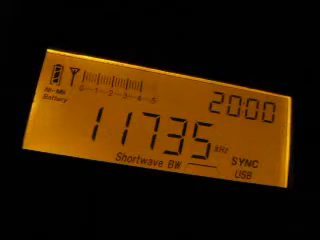 20:00
0 1 2 3 4 5
Ni-Mh
Battery
11735 kHz
Shortwave BW
SYNC
USB